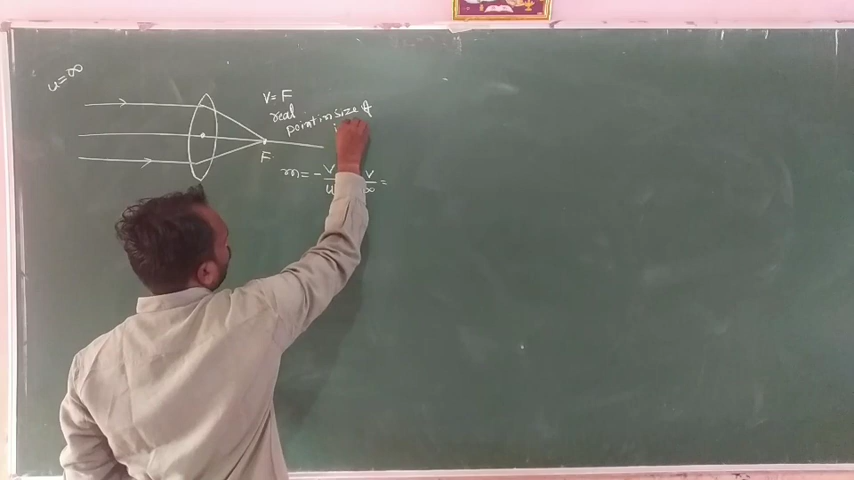 u=∞
V= F
real
point in size &
i
F
m = - V/u V/∞ =